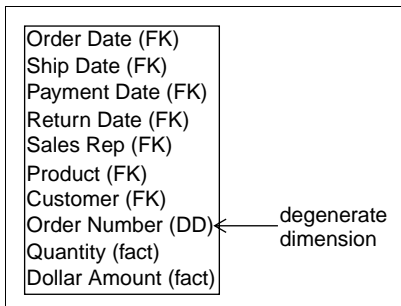 Order Date (FK)
Ship Date (FK)
Payment Date (FK)
Return Date (FK)
Sales Rep (FK)
Product (FK)
Customer (FK)
Order Number (DD)
Quantity (fact)
Dollar Amount (fact)
degenerate
dimension